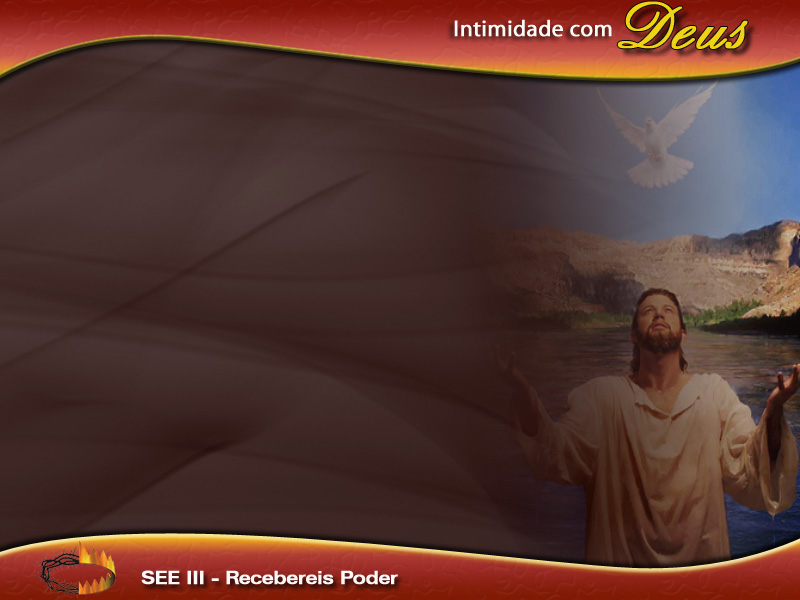 Intimidade com Deus
SEE III - Recebereis Poder